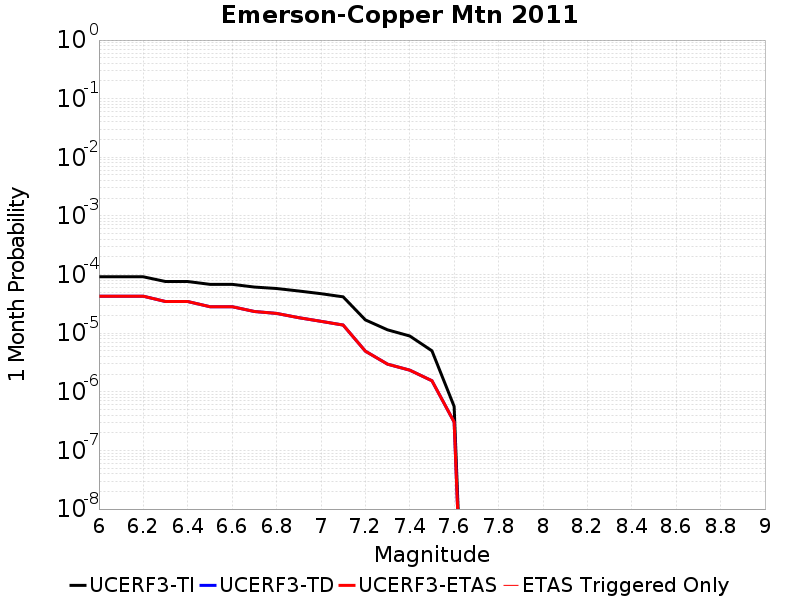 Emerson-Copper Mtn 2011
1 Month Probability
10^0
10^-1
10^-2
10^-3
10^-4
10^-5
10^-6
10^-7
10^-8
6 6.2 6.4 6.6 6.8 7 7.2 7.4 7.6 7.8 8 8.2 8.4 8.6 8.8 9
Magnitude
UCERF3-TI UCERF3-TD UCERF3-ETAS ETAS Triggered Only